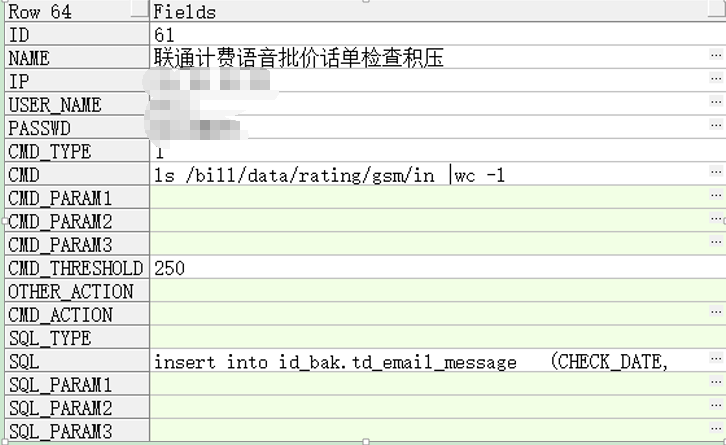 Row 64 Fields
ID 61
NAME 联通计费语音批价话单检查积压
IP
USER_NAME
PASSWD
CMD_TYPE 1
CMD ls /bill/data/rating/gsm/in |wc -l
CMD_PARAM1
CMD_PARAM2
CMD_PARAM3
CMD_THRESHOLD 250
OTHER_ACTION
CMD_ACTION
SQL_TYPE
SQL insert into id_bak.td_email_message (CHECK_DATE,
SQL_PARAM1
SQL_PARAM2
SQL_PARAM3